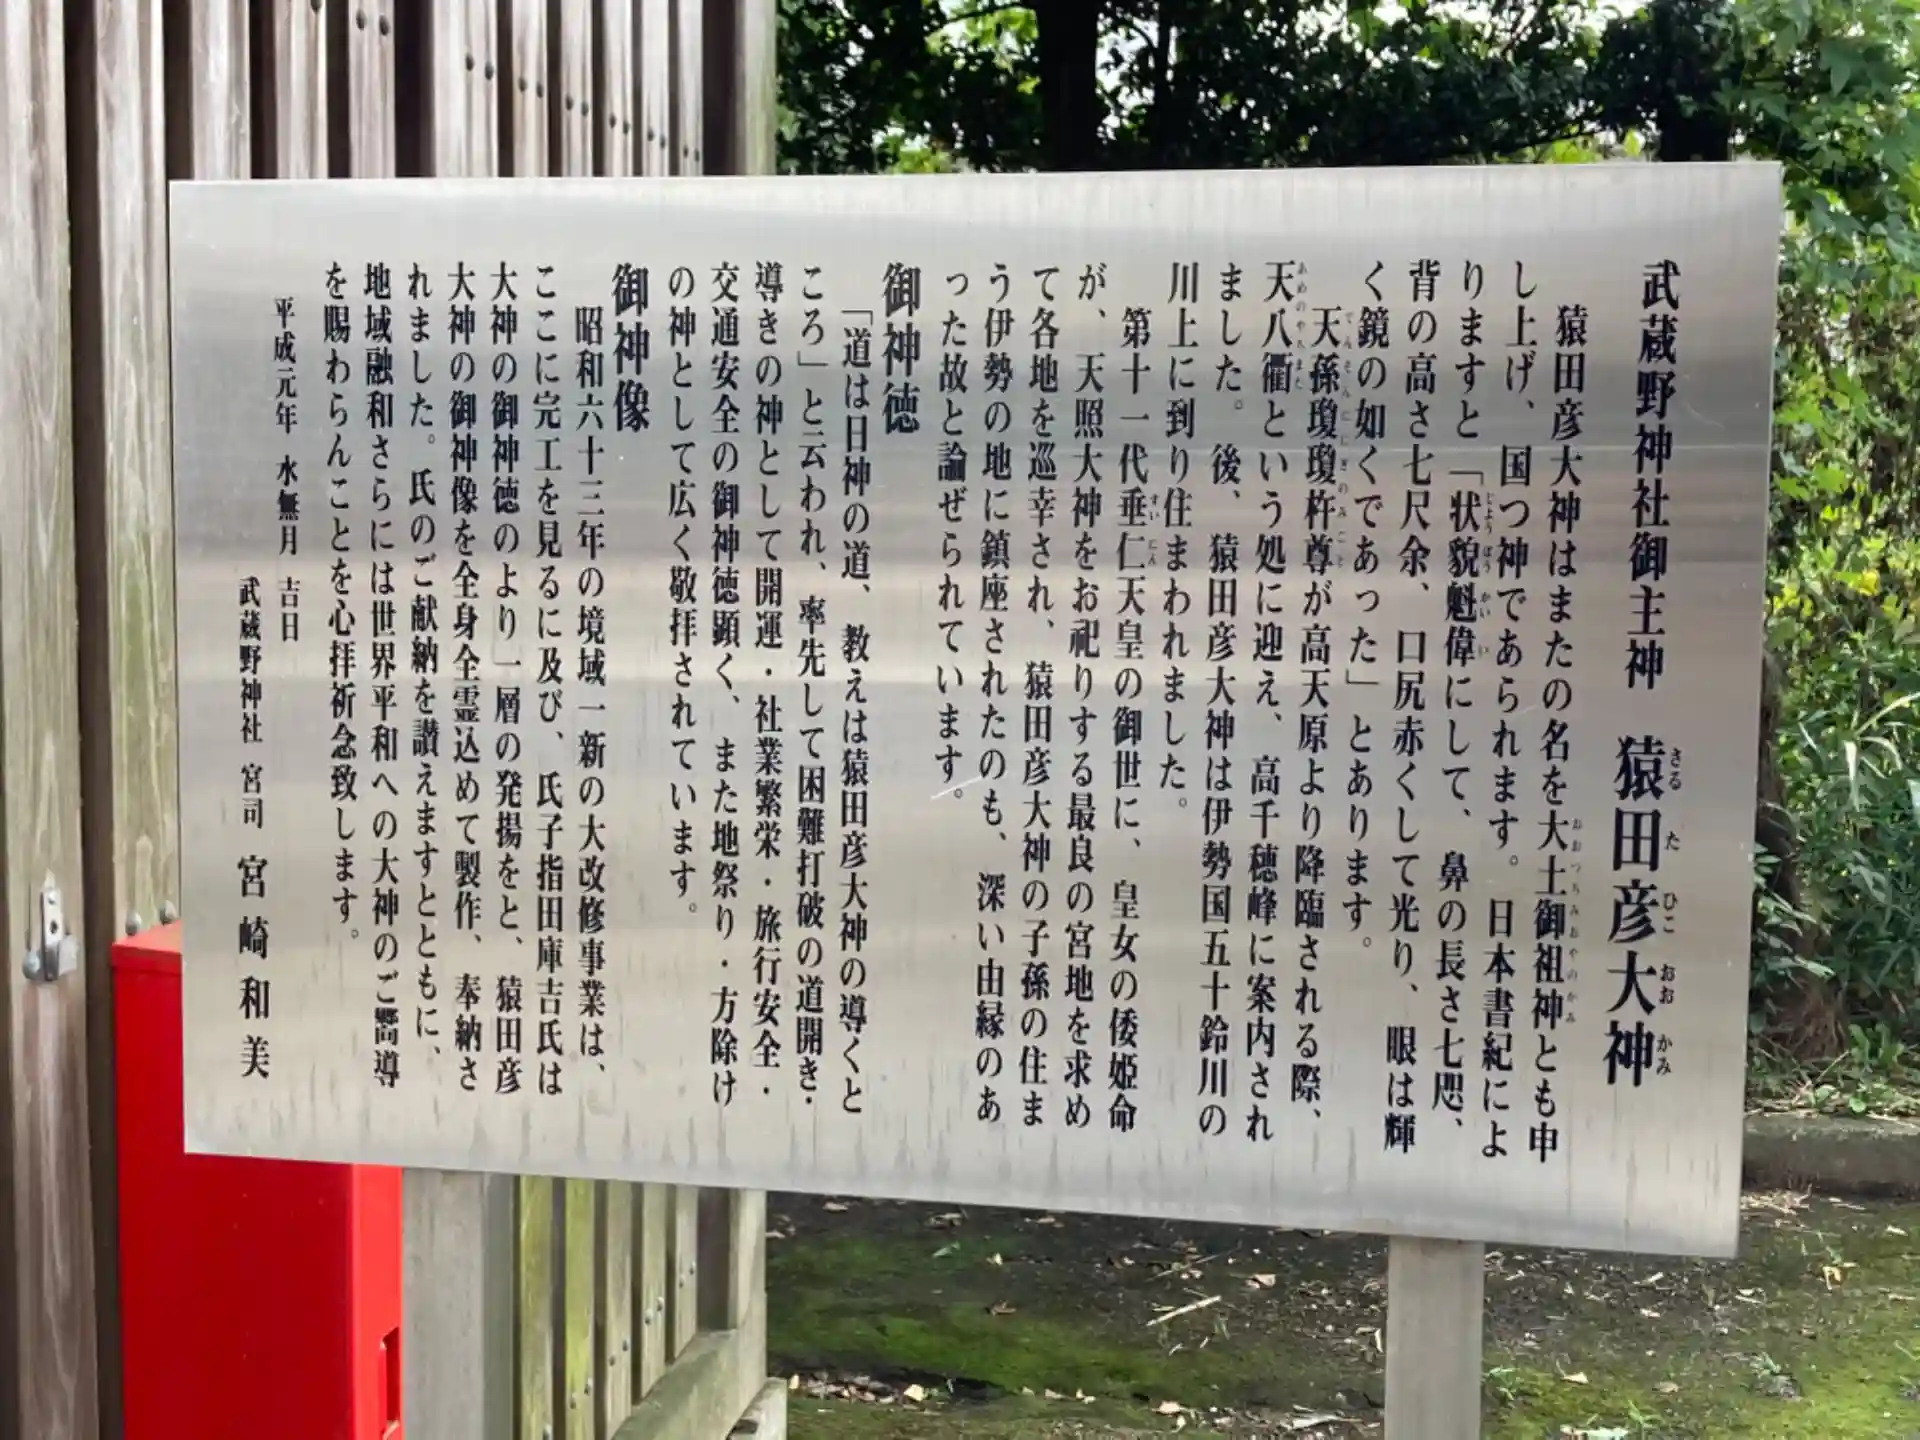 武蔵野神社御主神　猿田彦大神
猿田彦大神はまたの名を大土御祖神とも申
し上げ、国つ神であられます。日本書紀によ
りますと「状貌魁偉にして、鼻の長さ七咫、
背の高さ七尺余、口尻赤くして光り、眼は輝
く鏡の如くであった」とあります。
天孫瓊瓊杵尊が高天原より降臨される際、
天八衢という処に迎え、高千穂峰に案内され
ました。後、猿田彦大神は伊勢国五十鈴川の
川上に到り住まわれました。
第十一代垂仁天皇の御世に、皇女の倭姫命
が、天照大神をお祀りする最良の宮地を求め
て各地を巡幸され、猿田彦大神の子孫の住ま
う伊勢の地に鎮座されたのも、深い由縁のあ
った故と論ぜられています。
御神徳
「道は日神の道、教えは猿田彦大神の導くと
ころ」と云われ、率先して困難打破の道開き・
導きの神として開運・社業繁栄・旅行安全・
交通安全の御神徳顕く、また地祭り・方除け
の神として広く敬拝されています。
御神像
昭和六十三年の境域一新の大改修事業は、
ここに完工を見るに及び、氏子指田庫吉氏は
大神の御神徳のより一層の発揚をと、猿田彦
大神の御神像を全身全霊込めて製作、奉納さ
れました。氏のご献納を讃えますとともに、
地域融和さらには世界平和への大神のご嚮導
を賜わらんことを心拝祈念致します。
平成元年　水無月　吉日
武蔵野神社　宮司　宮崎和美